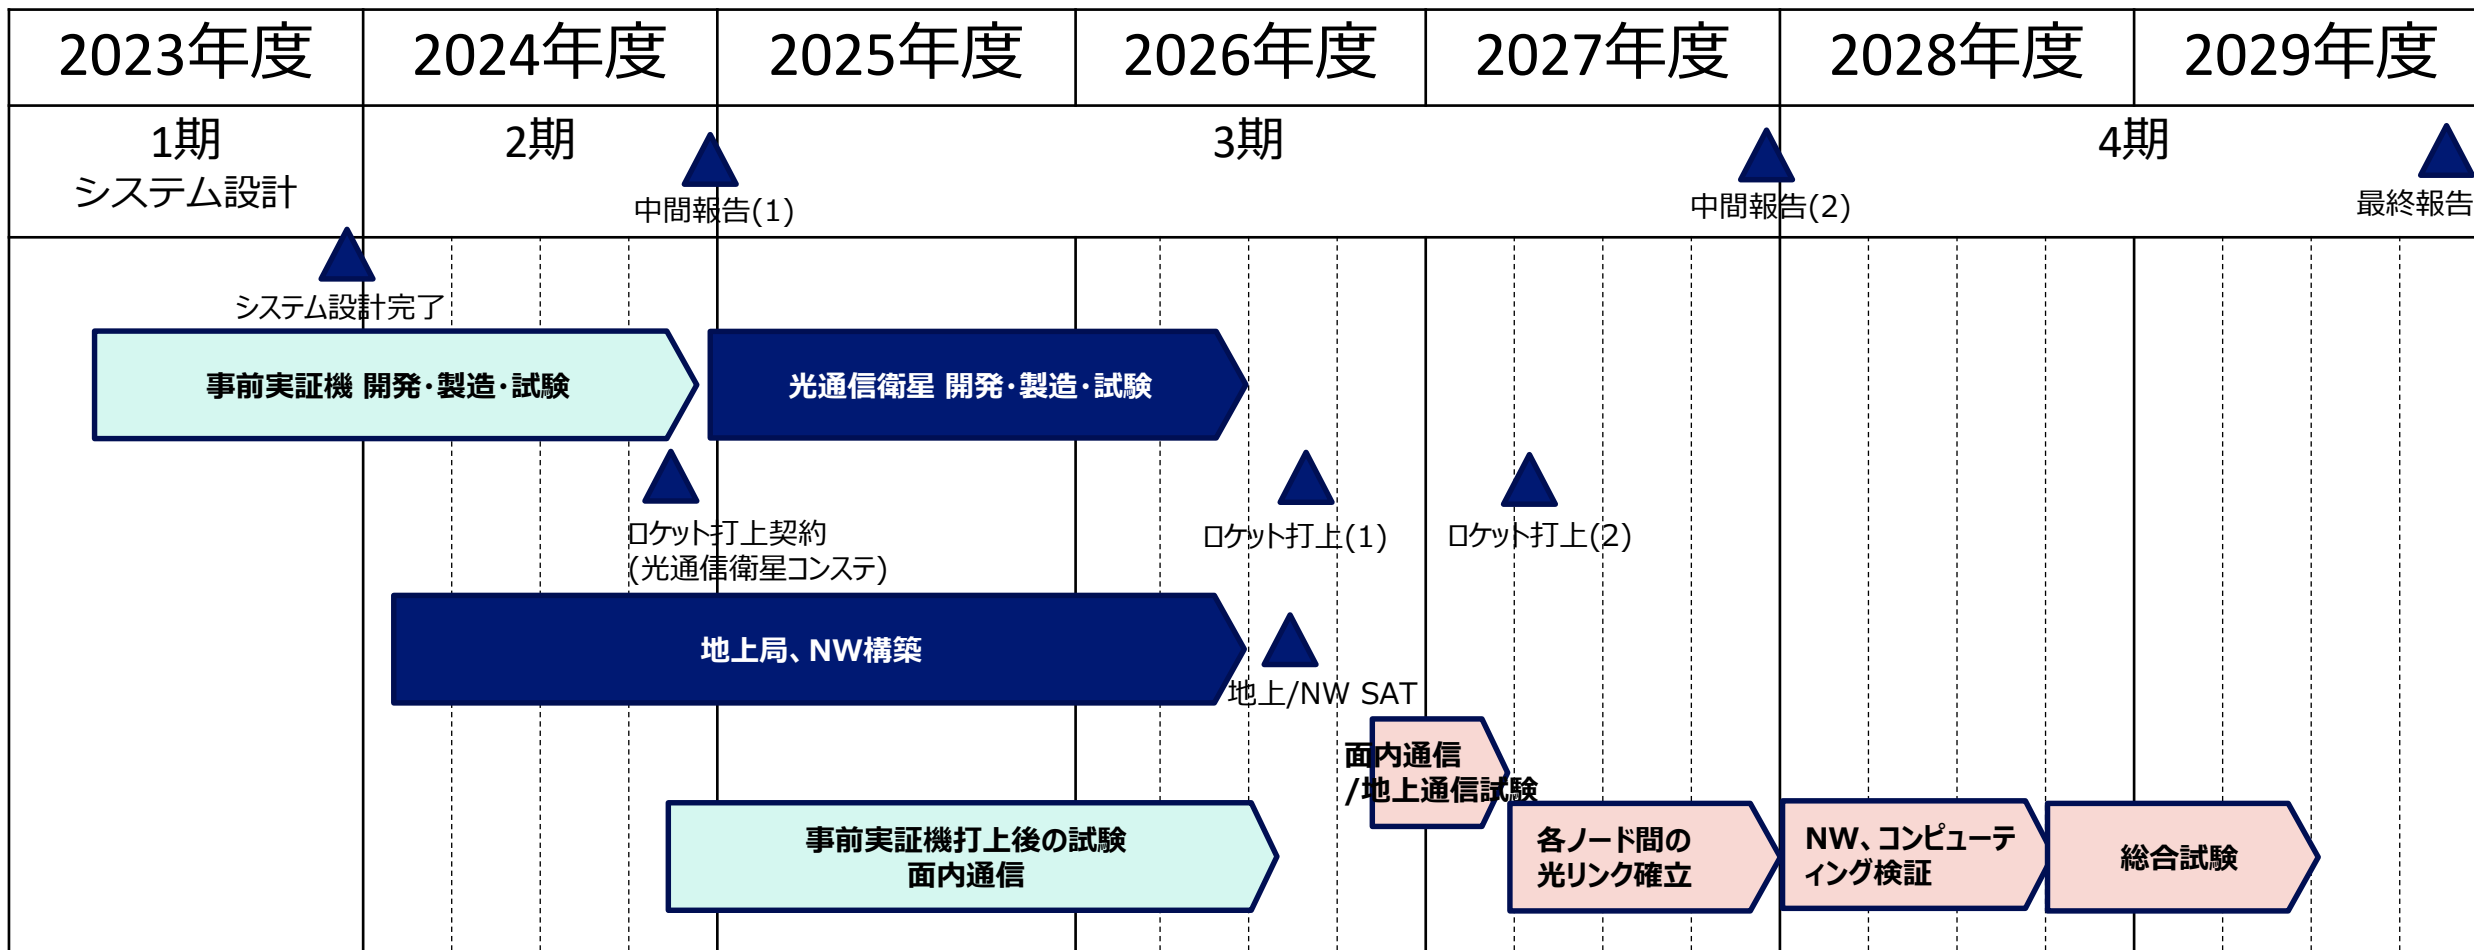 2023年度
2024年度
2025年度
2026年度
2027年度
2028年度
2029年度
1期
システム設計
2期
3期
4期
中間報告(1)
中間報告(2)
最終報告
システム設計完了
事前実証機 開発・製造・試験
光通信衛星 開発・製造・試験
ロケット打上契約
(光通信衛星コンステ)
ロケット打上(1)
ロケット打上(2)
地上局、NW構築
地上/NW SAT
面内通信
/地上通信試験
事前実証機打上後の試験
面内通信
各ノード間の
光リンク確立
NW、コンピューテ
ィング検証
総合試験